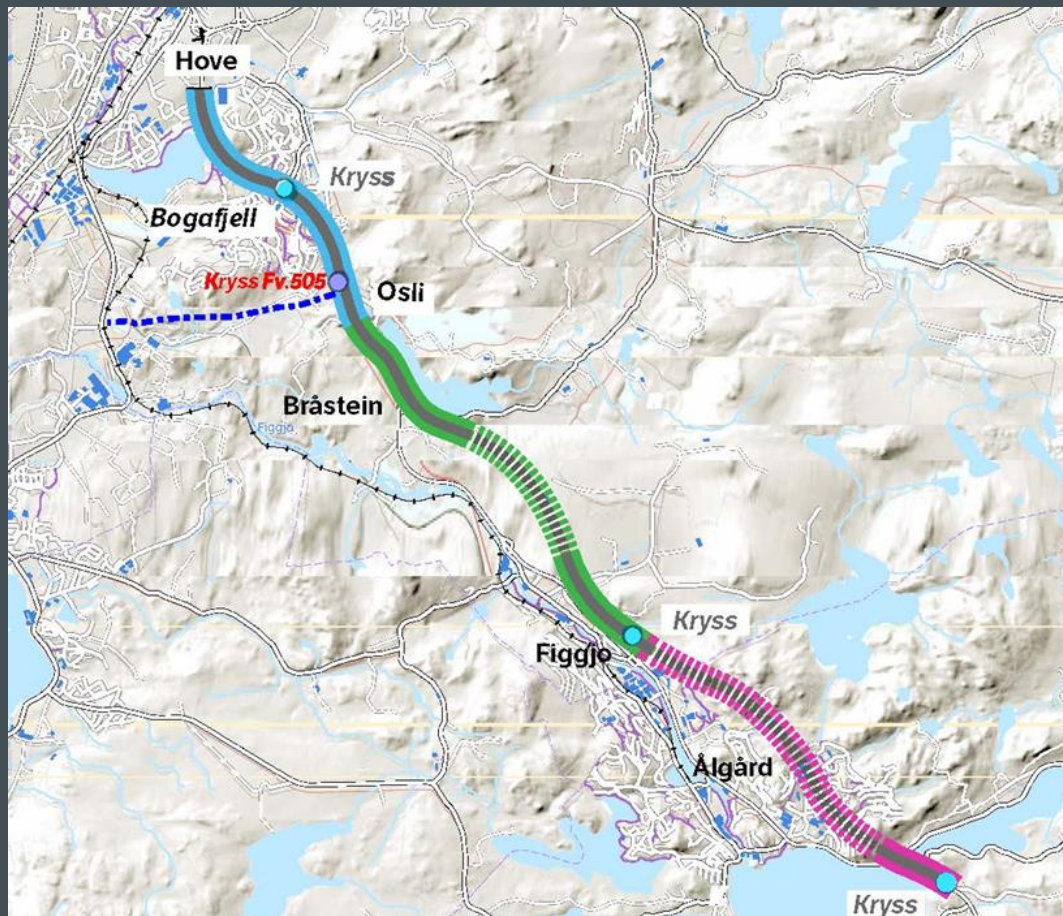 Hove
Kryss
Bogafjell
Kryss Fv.505
Osli
Bråstein
Figgjo
Kryss
Figgjo
Ålgård
Kryss